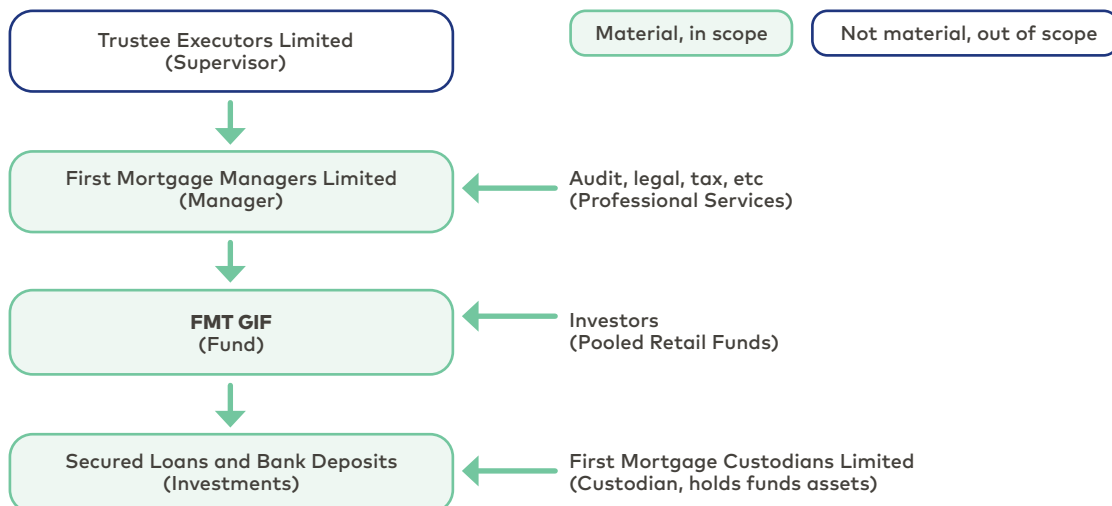 Trustee Executors Limited
(Supervisor)
Material, in scope
Not material, out of scope
First Mortgage Managers Limited
(Manager)
Audit, legal, tax, etc
(Professional Services)
FMT GIF
(Fund)
Investors
(Pooled Retail Funds)
Secured Loans and Bank Deposits
(Investments)
First Mortgage Custodians Limited
(Custodian, holds funds assets)